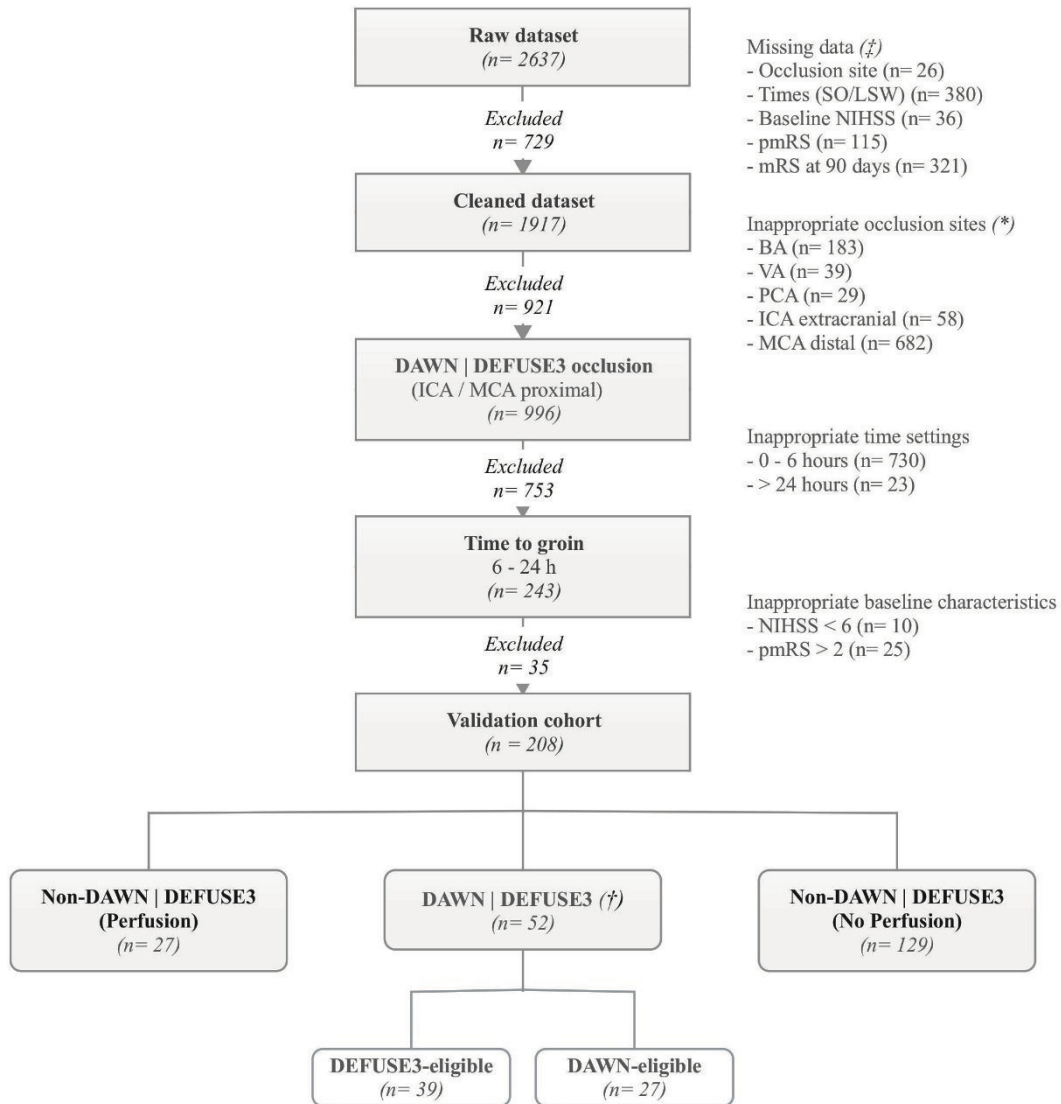 Raw dataset
(n= 2637)
Missing data (‡)
- Occlusion site (n= 26)
- Times (SO/LSW) (n= 380)
- Baseline NIHSS (n= 36)
- pmRS (n= 115)
- mRS at 90 days (n= 321)
Excluded
n= 729
Cleaned dataset
(n= 1917)
Inappropriate occlusion sites (*)
- BA (n= 183)
- VA (n= 39)
- PCA (n= 29)
- ICA extracranial (n= 58)
- MCA distal (n= 682)
Excluded
n= 921
DAWN | DEFUSE3 occlusion
(ICA / MCA proximal)
(n= 996)
Inappropriate time settings
- 0 - 6 hours (n= 730)
- > 24 hours (n= 23)
Excluded
n= 753
Time to groin
6 - 24 h
(n= 243)
Inappropriate baseline characteristics
- NIHSS < 6 (n= 10)
- pmRS > 2 (n= 25)
Excluded
n= 35
Validation cohort
(n = 208)
Non-DAWN | DEFUSE3
(Perfusion)
(n= 27)
DAWN | DEFUSE3 (†)
(n= 52)
Non-DAWN | DEFUSE3
(No Perfusion)
(n= 129)
DEFUSE3-eligible
(n= 39)
DAWN-eligible
(n= 27)